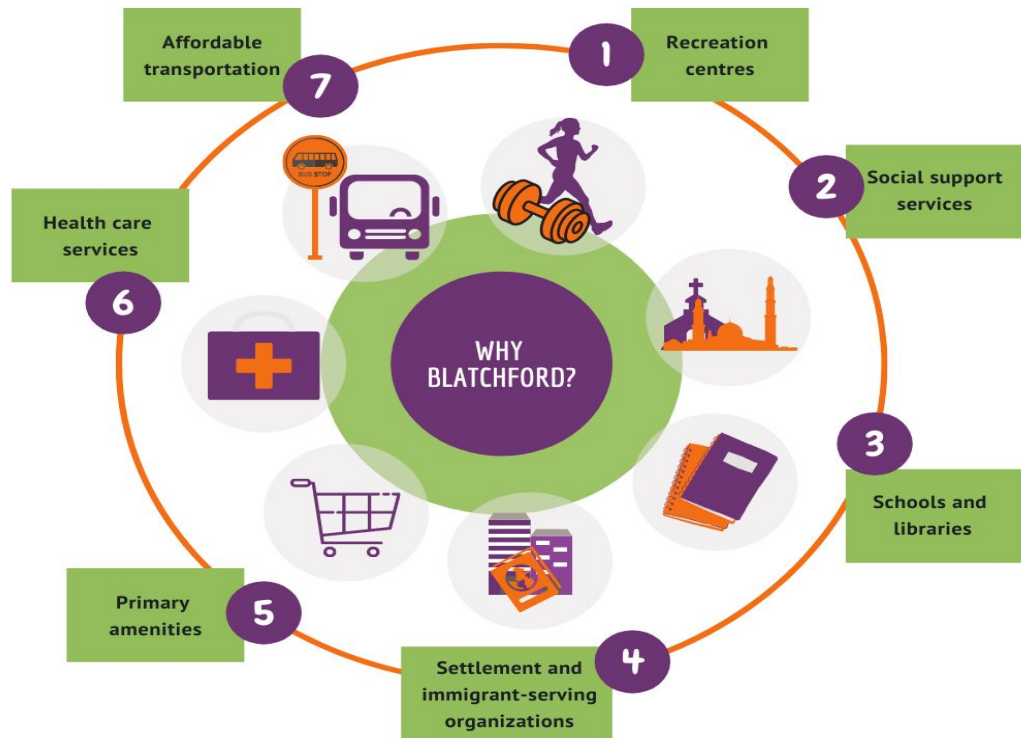 WHY
BLATCHFORD?
1
Recreation
centres
2
Social support
services
3
Schools and
libraries
4
Settlement and
immigrant-serving
organizations
5
Primary
amenities
6
Health care
services
7
Affordable
transportation
BUS STOP